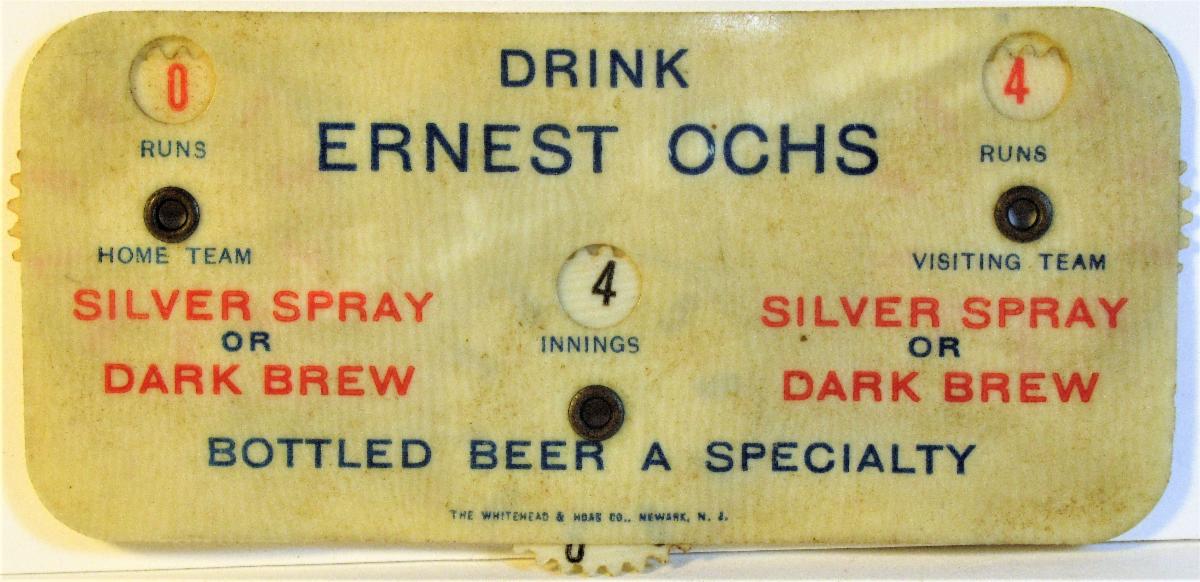 DRINK
ERNEST OCHS
0
4
RUNS
RUNS
HOME TEAM
VISITING TEAM
4
INNINGS
SILVER SPRAY
OR
DARK BREW
SILVER SPRAY
OR
DARK BREW
BOTTLED BEER A SPECIALTY
THE WHITEHEAD & HOAG CO., NEWARK, N. J.
0